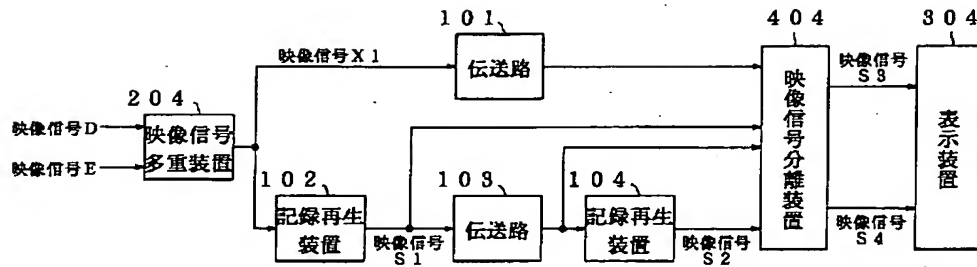 101
404
304
映像信号X1
伝送路
映像信号
S3
204
映像信号D
映像信号E
映像信号
多重装置
映像信号分離装置
表示装置
102
103
104
記録再生
装置
映像信号
S1
伝送路
記録再生
装置
映像信号
S2
映像信号
S4